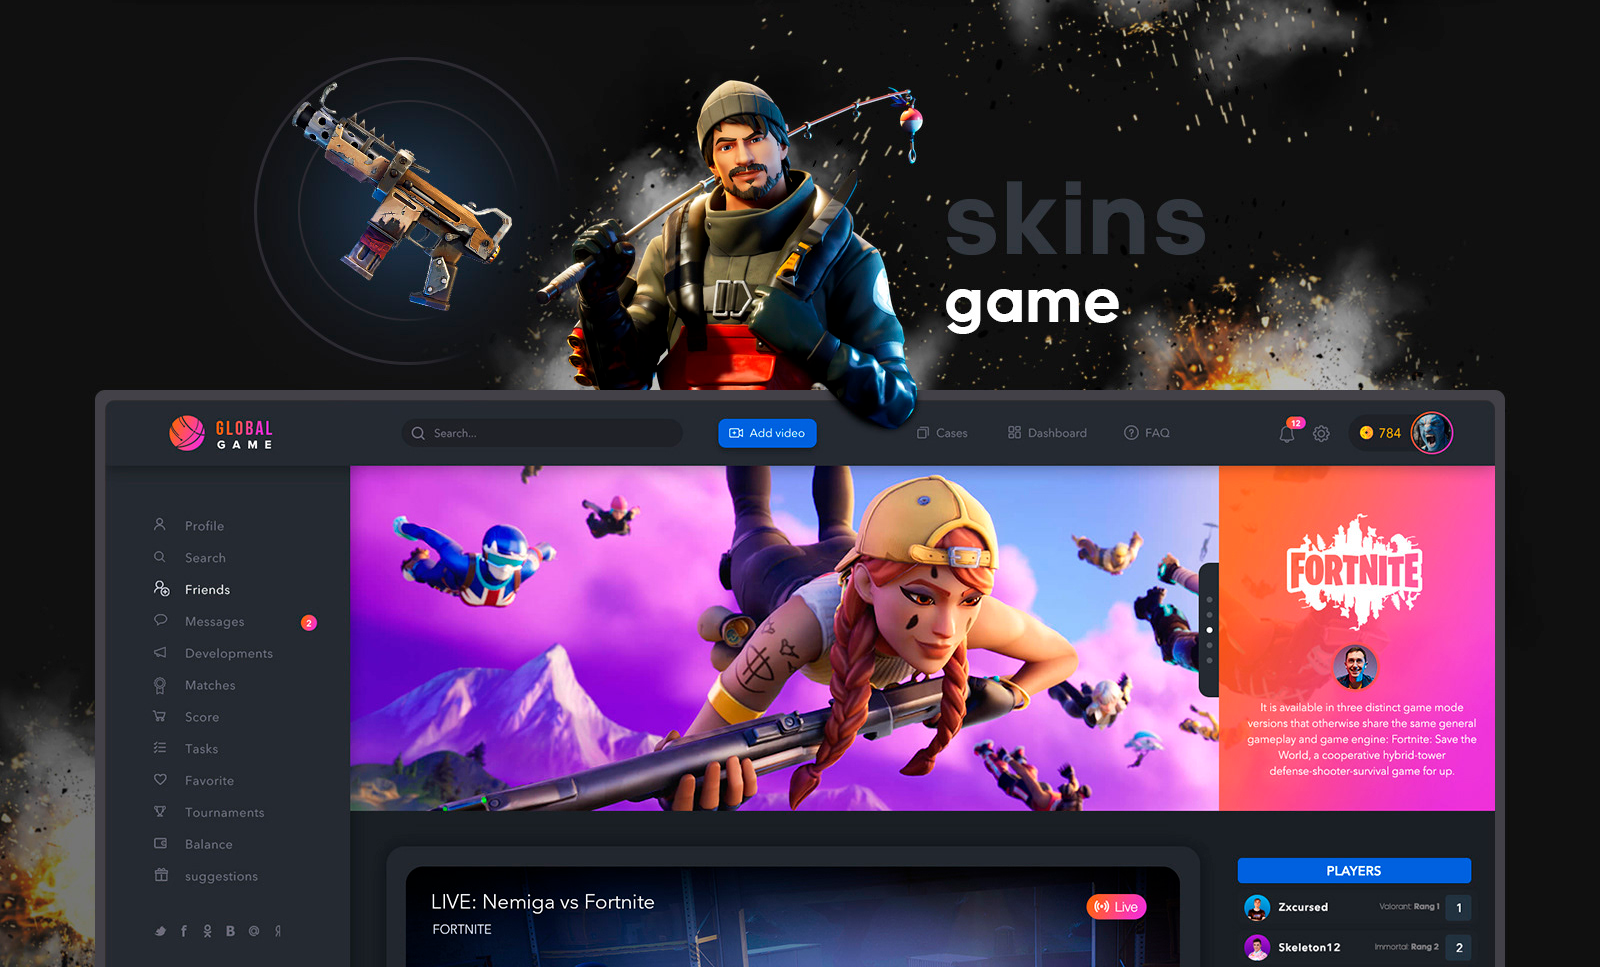 skins
game
GLOBAL
GAME
Search...
Add video
Cases
Dashboard
FAQ
12
784
Profile
Search
Friends
Messages
2
Developments
Matches
Score
Tasks
Favorite
Tournaments
Balance
suggestions
FORTNITE
It is available in three distinct game mode
versions that otherwise share the same general
gameplay and game engine: Fortnite: Save the
World, a cooperative hybrid-tower
defense-shooter-survival game for up.
LIVE: Nemiga vs Fortnite
FORTNITE
Live
PLAYERS
Zxcursed
Valorant: Rang 1
1
Skeleton12
Immortal: Rang 2
2